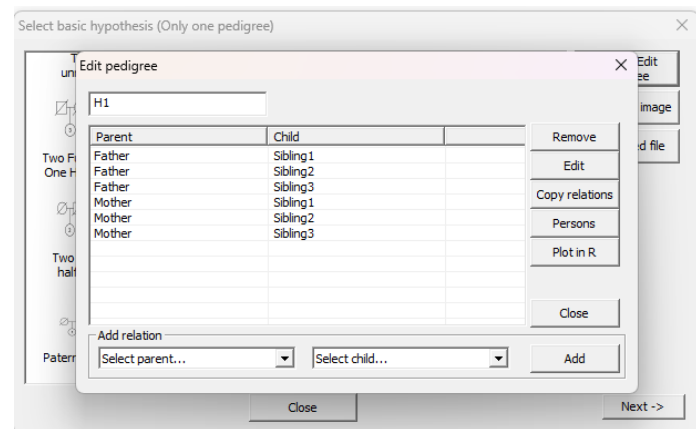 Select basic hypothesis (Only one pedigree)
Edit pedigree
Edit
H1
image
Parent Child
Remove
ed file
Father Sibling1
Father Sibling2
Father Sibling3
Mother Sibling1
Mother Sibling2
Mother Sibling3
Edit
Copy relations
Persons
Plot in R
Close
Two
One
Two
half
Add relation
Select parent... Select child... Add
Close
Next ->